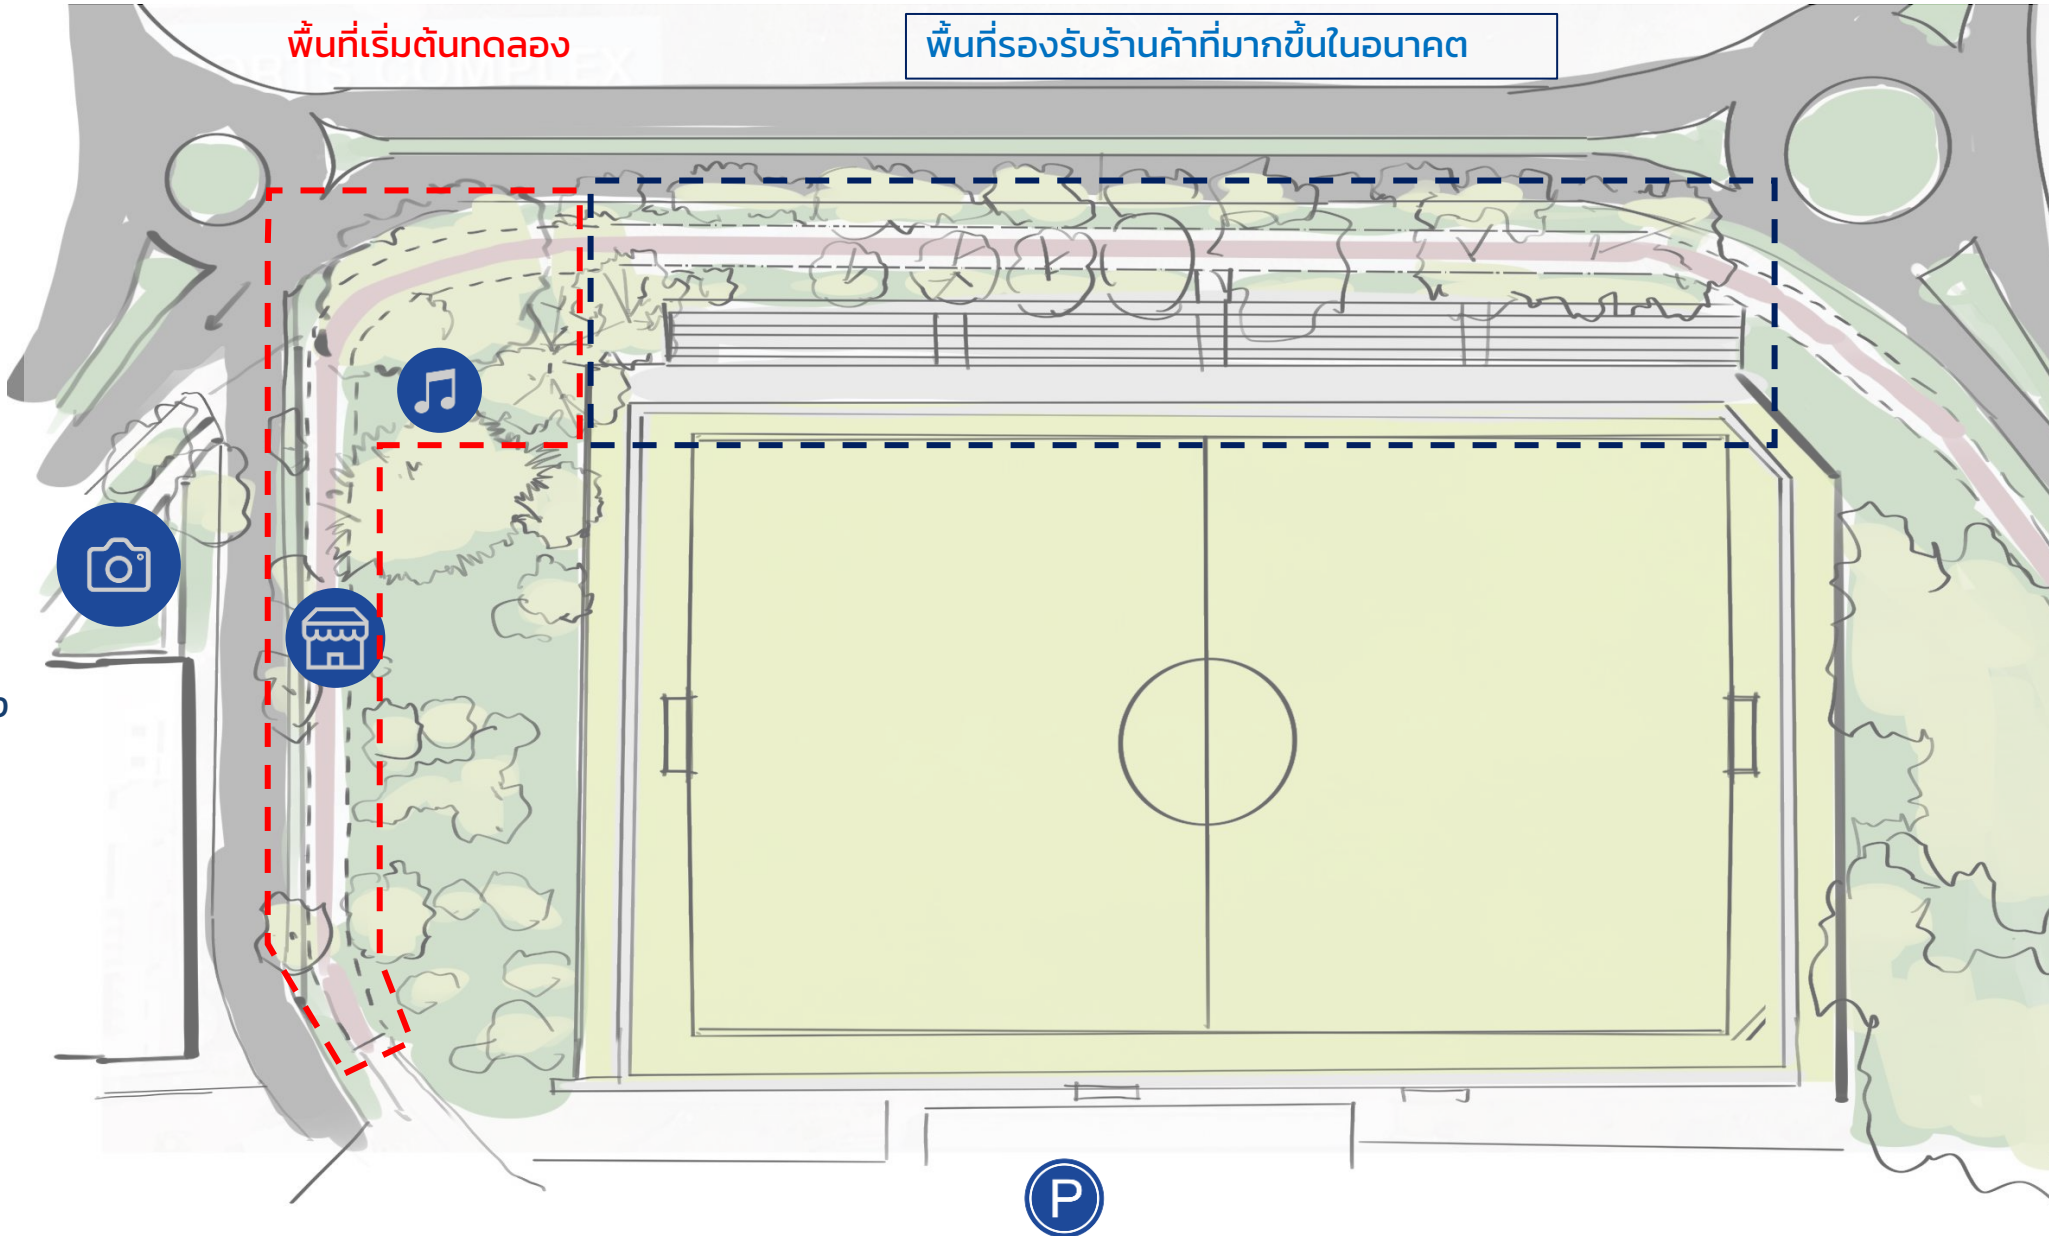 พื้นที่เริ่มต้นทดลอง
พื้นที่รองรับร้านค้าที่มากขึ้นในอนาคต
SPORTS COMPLEX
P